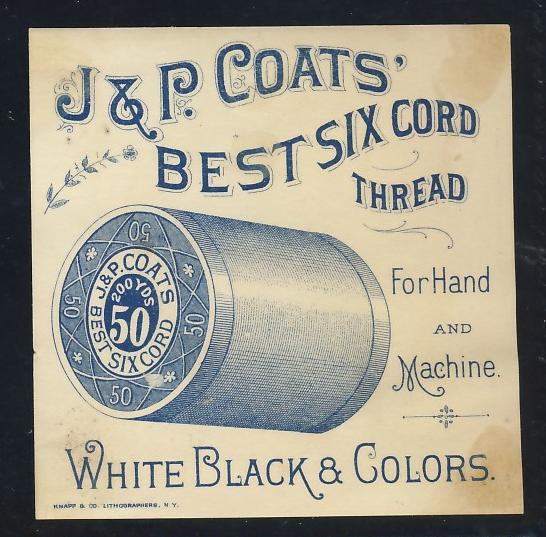 J & P. COATS'
BEST SIX CORD
THREAD
For Hand
AND
Machine.
50
50
50
50
J. & P. COATS
200 YDS
50
BEST SIX CORD
WHITE BLACK & COLORS.
KNAPP & CO. LITHOGRAPHERS, N.Y.